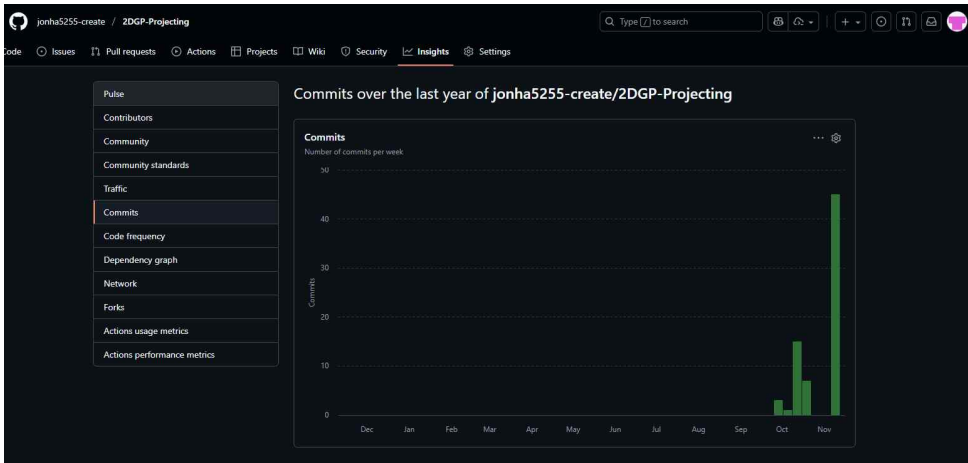 jonha5255-create / 2DGP-Projecting
Type / to search
Code Issues Pull requests Actions Projects Wiki Security Insights Settings
Pulse
Contributors
Community
Community standards
Traffic
Commits
Code frequency
Dependency graph
Network
Forks
Actions usage metrics
Actions performance metrics
Commits over the last year of jonha5255-create/2DGP-Projecting
Commits
Number of commits per week
50
40
30
20
10
0
Commits
Dec Jan Feb Mar Apr May Jun Jul Aug Sep Oct Nov